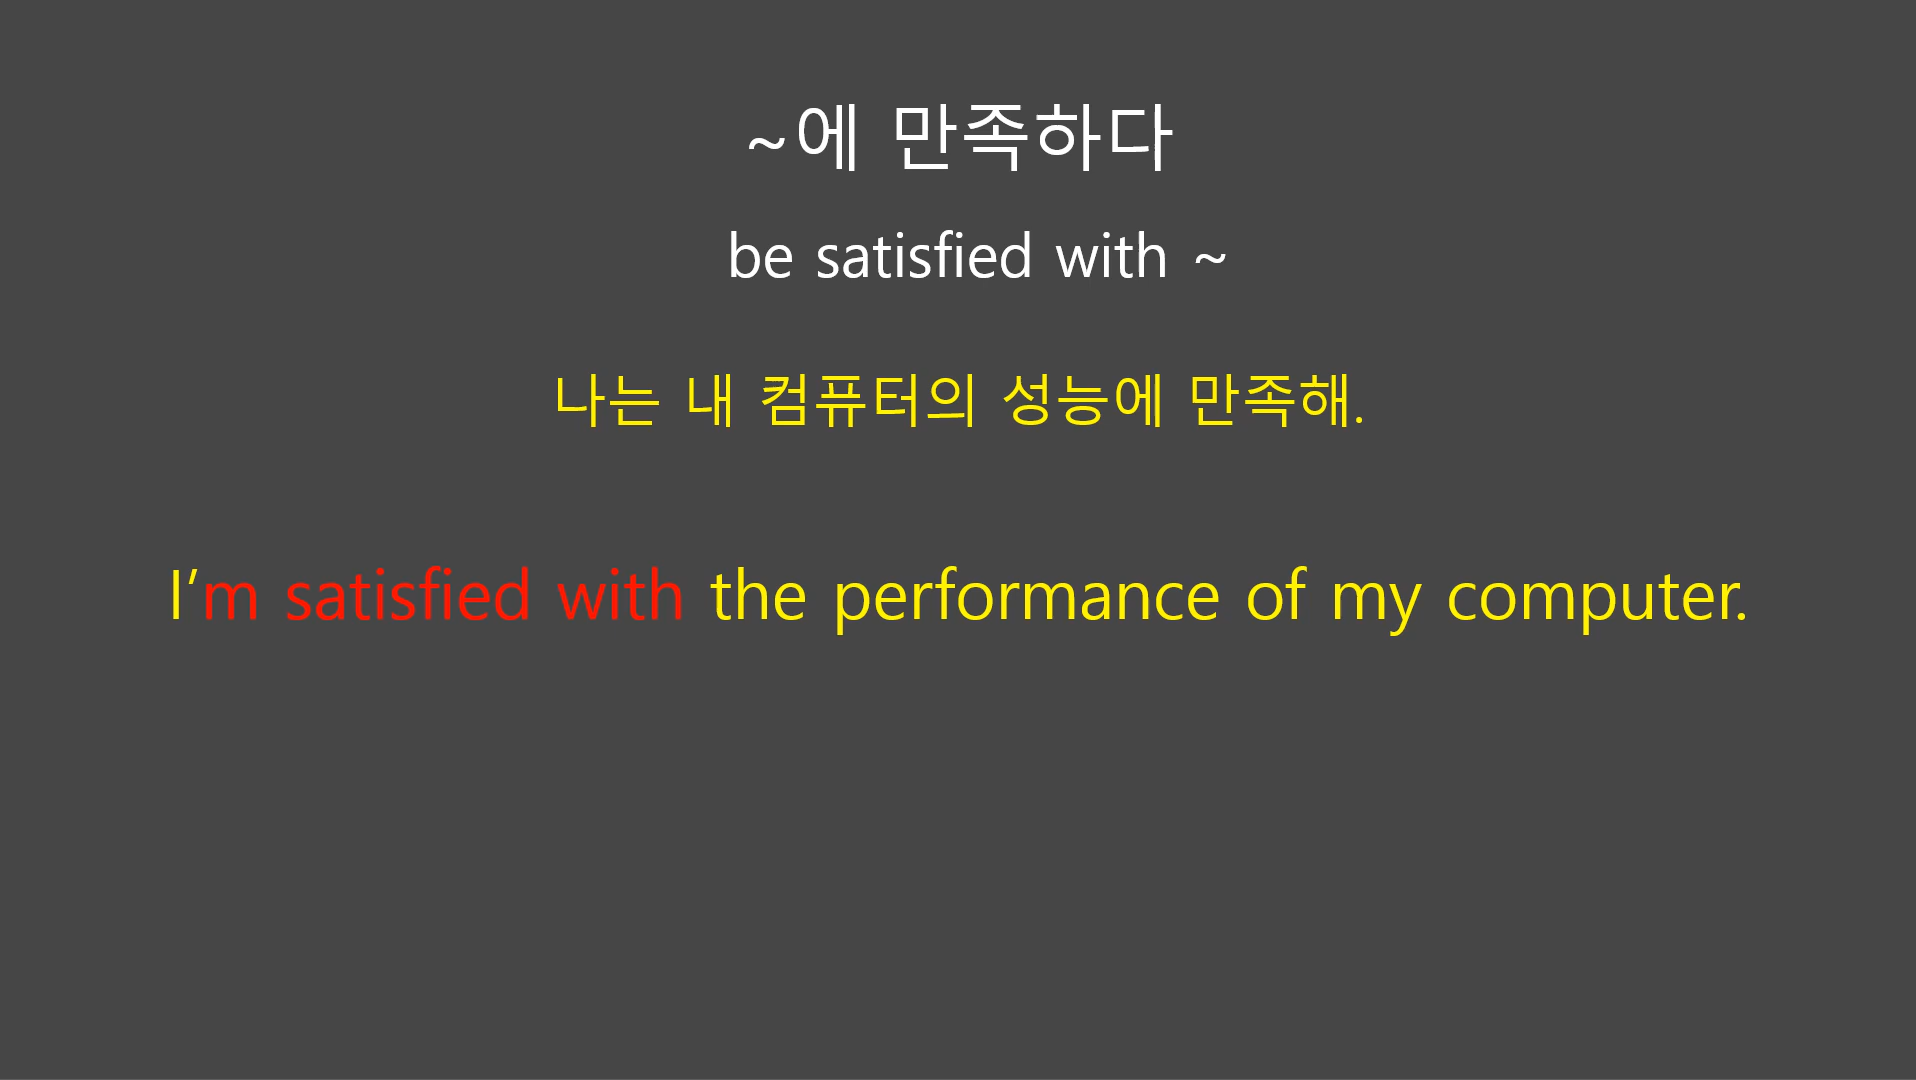 ~에 만족하다
be satisfied with ~
나는 내 컴퓨터의 성능에 만족해.
I’m satisfied with the performance of my computer.